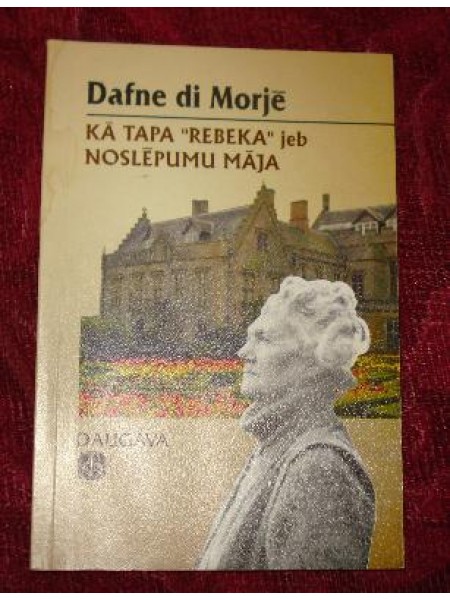 Dafne di Morjē
KĀ TAPA "REBEKA" jeb
NOSLĒPUMU MĀJA
DAUGAVA